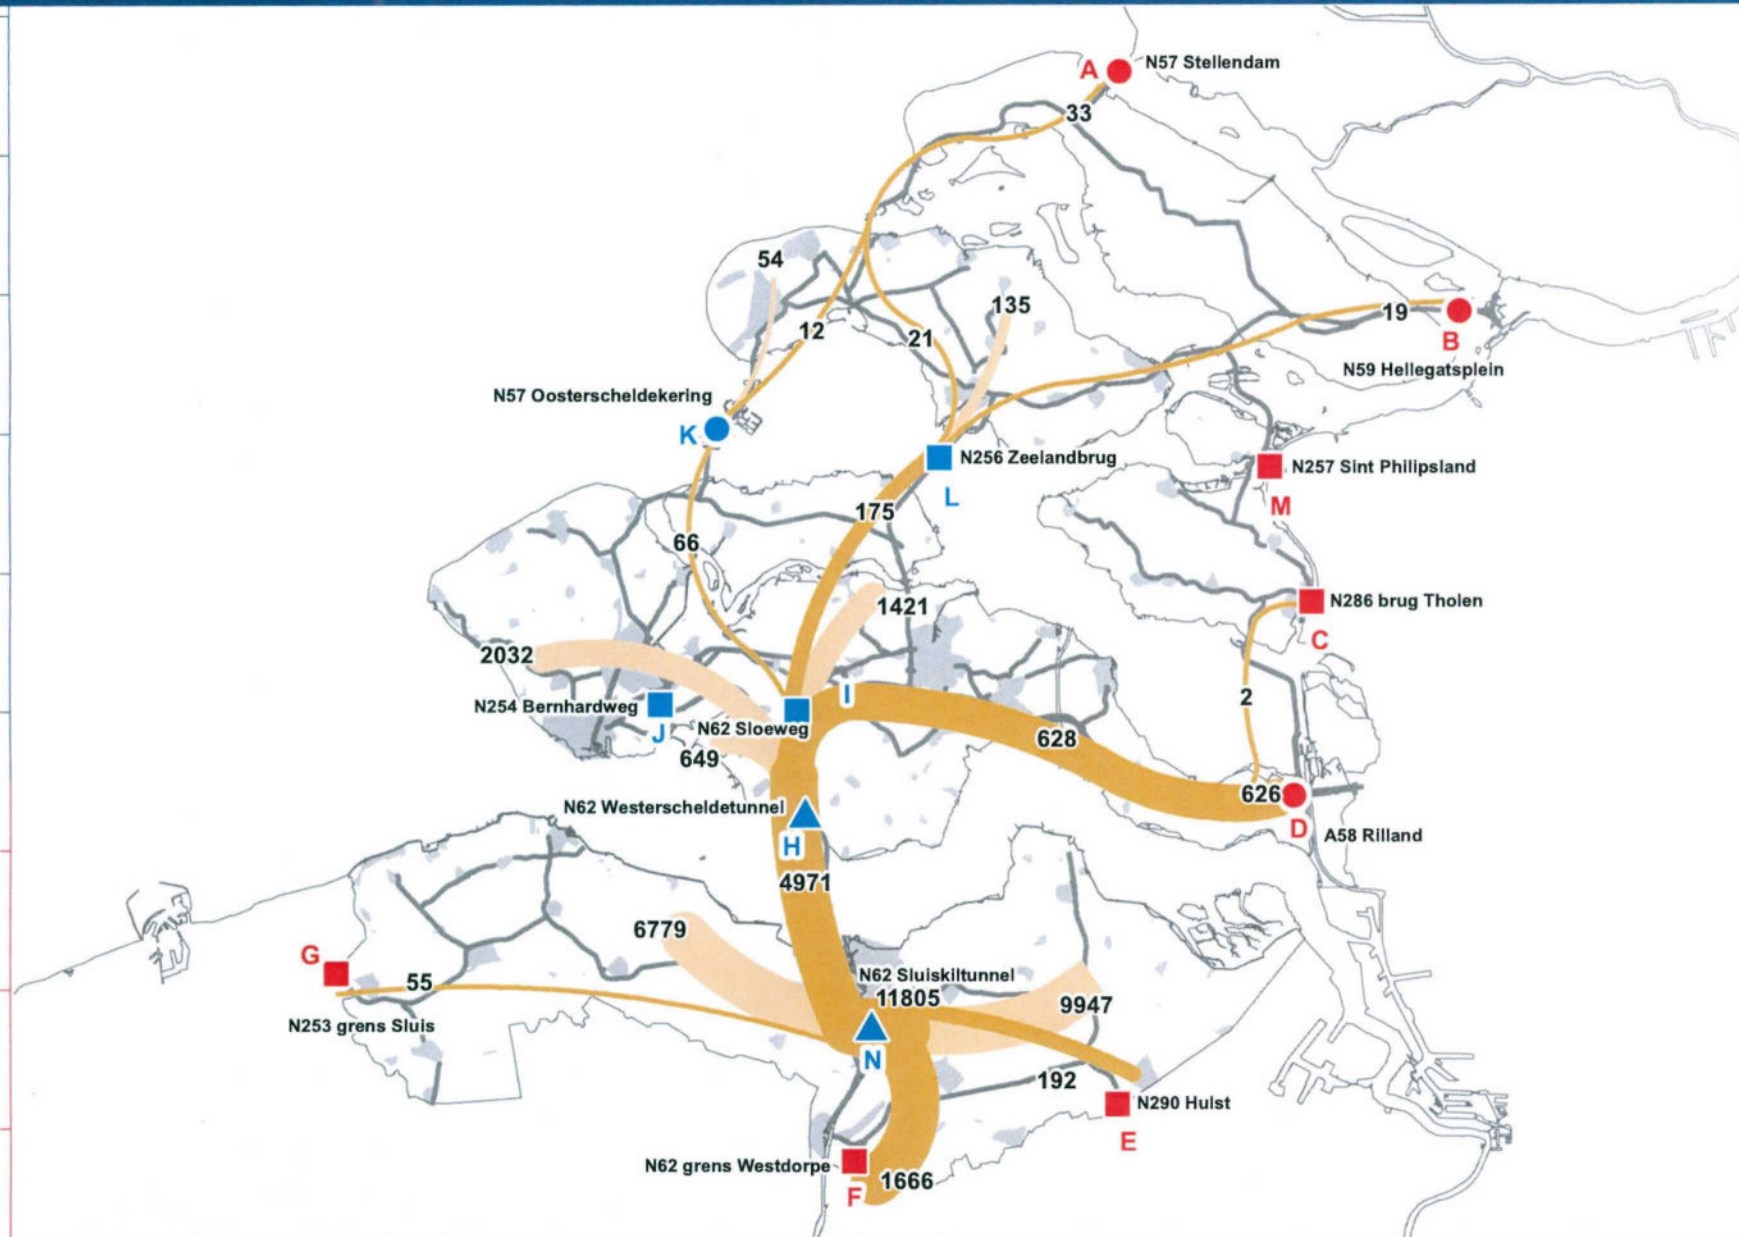 A
N57 Stellendam
33
54
135
19
12
21
B
N59 Hellegatsplein
N57 Oosterscheldekering
K
N256 Zeelandbrug
N257 Sint Philipsland
L
M
175
66
1421
N286 brug Tholen
C
2032
I
2
N254 Bernhardweg
J
N62 Sloeweg
628
649
626
D
N62 Westerscheldetunnel
A58 Rilland
H
4971
6779
G
N62 Sluiskiltunnel
55
11805
9947
N253 grens Sluis
N
192
N290 Hulst
E
N62 grens Westdorpe
1666
F